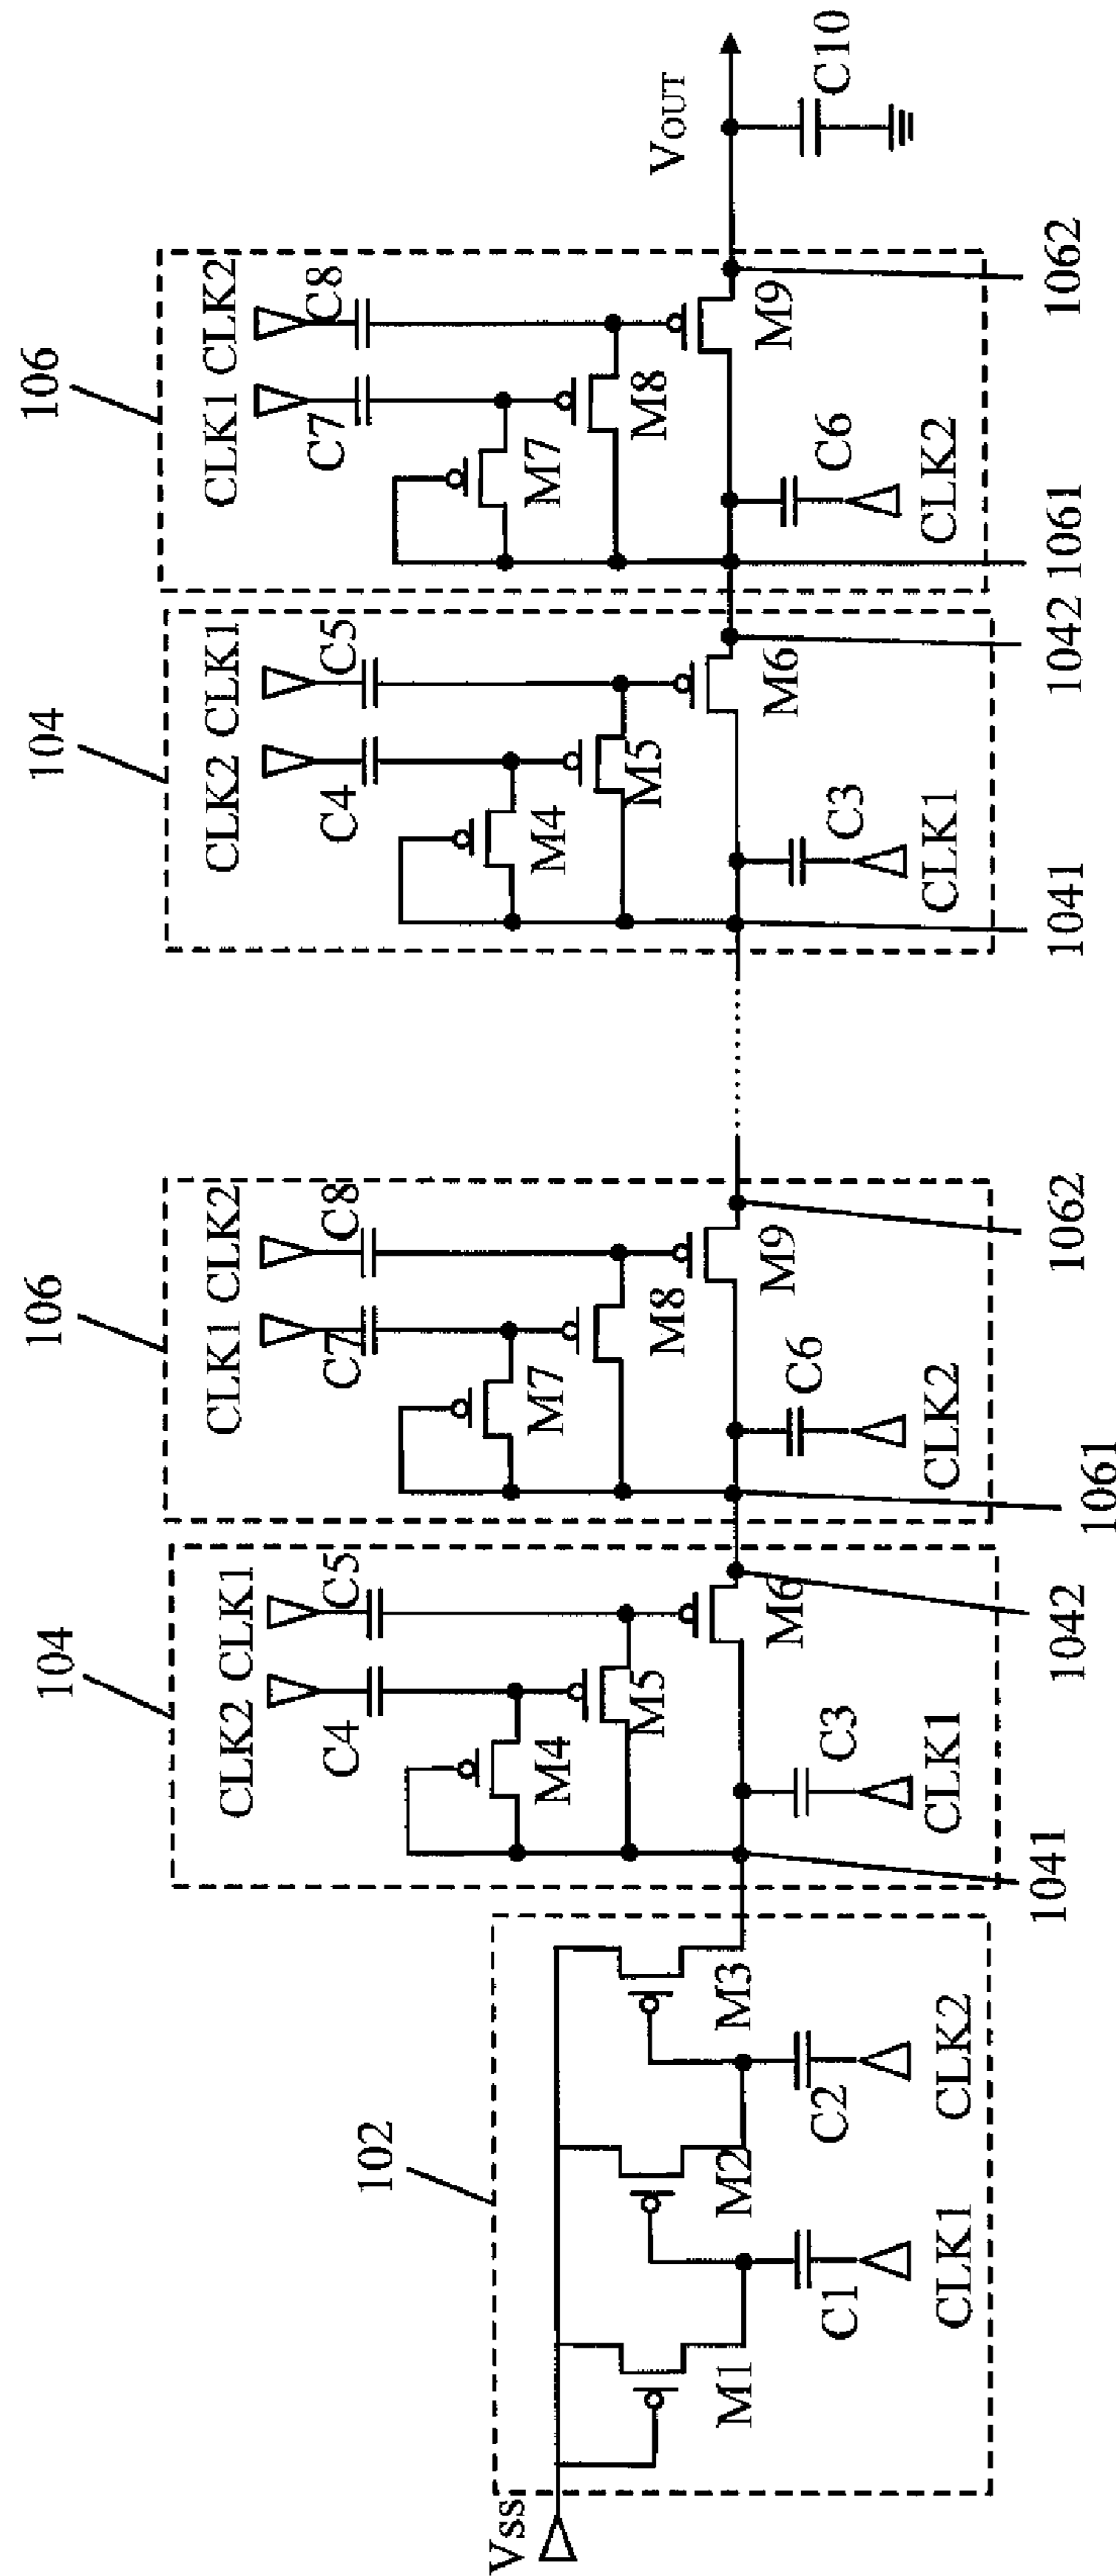 VSS
102
M1
M2
M3
C1
C2
CLK1
CLK2
104
CLK2 CLK1
C4
C5
M4
M5
M6
C3
CLK1
1041
1042
106
CLK1 CLK2
C7
C8
M7
M8
M9
C6
CLK2
1061
1062
104
CLK2 CLK1
C4
C5
M4
M5
M6
C3
CLK1
1041
1042
106
CLK1 CLK2
C7
C8
M7
M8
M9
C6
CLK2
1061
1062
VOUT
C10